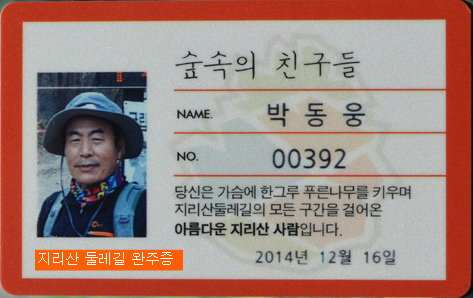 숲속의 친구들
NAME. 박동웅
NO. 00392
당신은 가슴에 한그루 푸른나무를 키우며
지리산둘레길의 모든 구간을 걸어온
아름다운 지리산 사람입니다.
지리산 둘레길 완주증
2014년 12월 16일